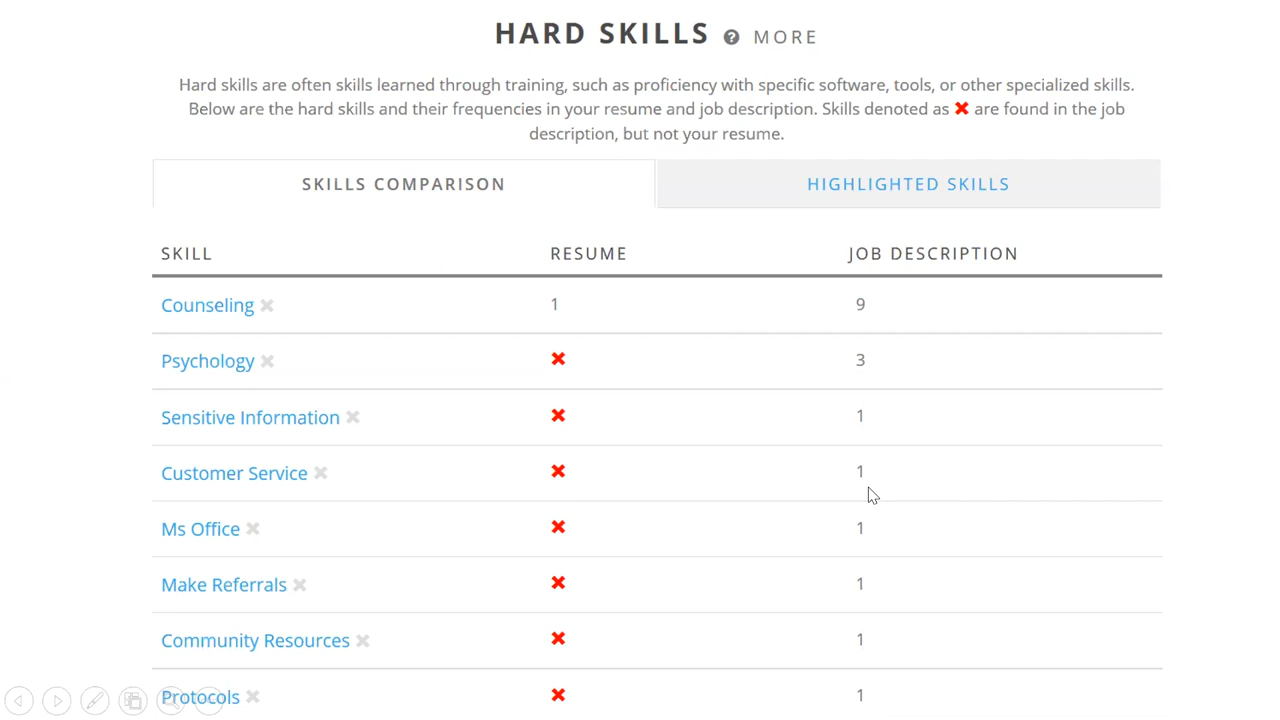 HARD SKILLS ? MORE
Hard skills are often skills learned through training, such as proficiency with specific software, tools, or other specialized skills.
Below are the hard skills and their frequencies in your resume and job description. Skills denoted as ✖ are found in the job
description, but not your resume.
SKILLS COMPARISON HIGHLIGHTED SKILLS
SKILL RESUME JOB DESCRIPTION
Counseling ✖ 1 9
Psychology ✖ ✖ 3
Sensitive Information ✖ ✖ 1
Customer Service ✖ ✖ 1
Ms Office ✖ ✖ 1
Make Referrals ✖ ✖ 1
Community Resources ✖ ✖ 1
Protocols ✖ ✖ 1